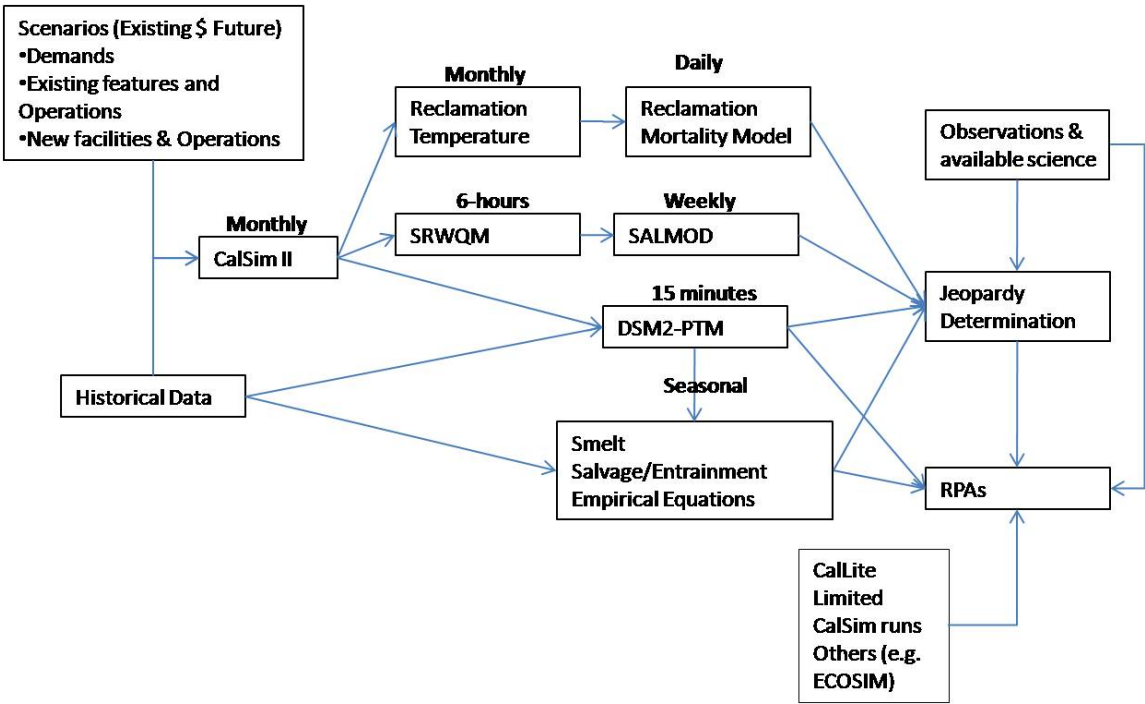 Scenarios (Existing $ Future)
•Demands
•Existing features and
Operations
•New facilities & Operations
Monthly
Reclamation
Temperature
Daily
Reclamation
Mortality Model
Observations &
available science
6-hours
SRWQM
Weekly
SALMOD
Monthly
CalSim II
15 minutes
DSM2-PTM
Jeopardy
Determination
Historical Data
Seasonal
Smelt
Salvage/Entrainment
Empirical Equations
RPAs
CalLite
Limited
CalSim runs
Others (e.g.
ECOSIM)